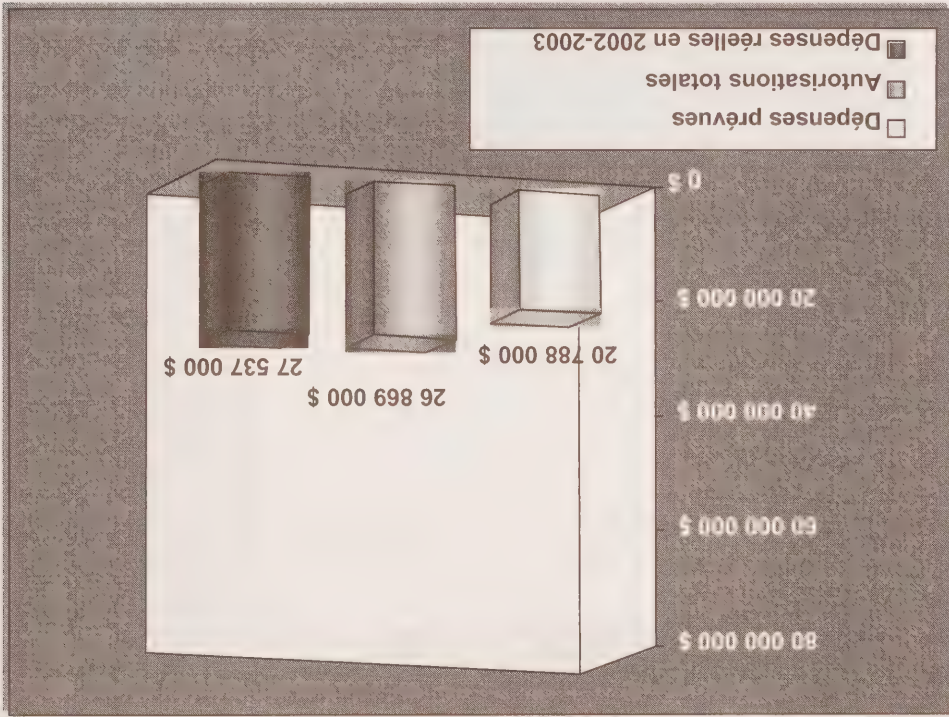 80 000 000 $
60 000 000 $
40 000 000 $
20 000 000 $
0 $
20 788 000 $
26 869 000 $
27 537 000 $
Dépenses prévues
Autorisations totales
Dépenses réelles en 2002-2003